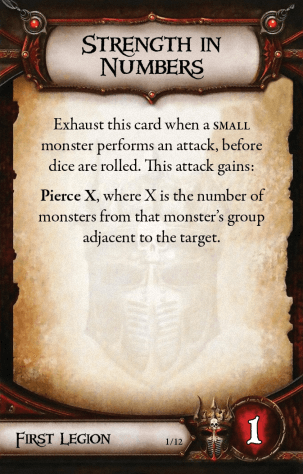 Strength in
Numbers
Exhaust this card when a small
monster performs an attack, before
dice are rolled. This attack gains:
Pierce X, where X is the number of
monsters from that monster's group
adjacent to the target.
First Legion
1/12
1